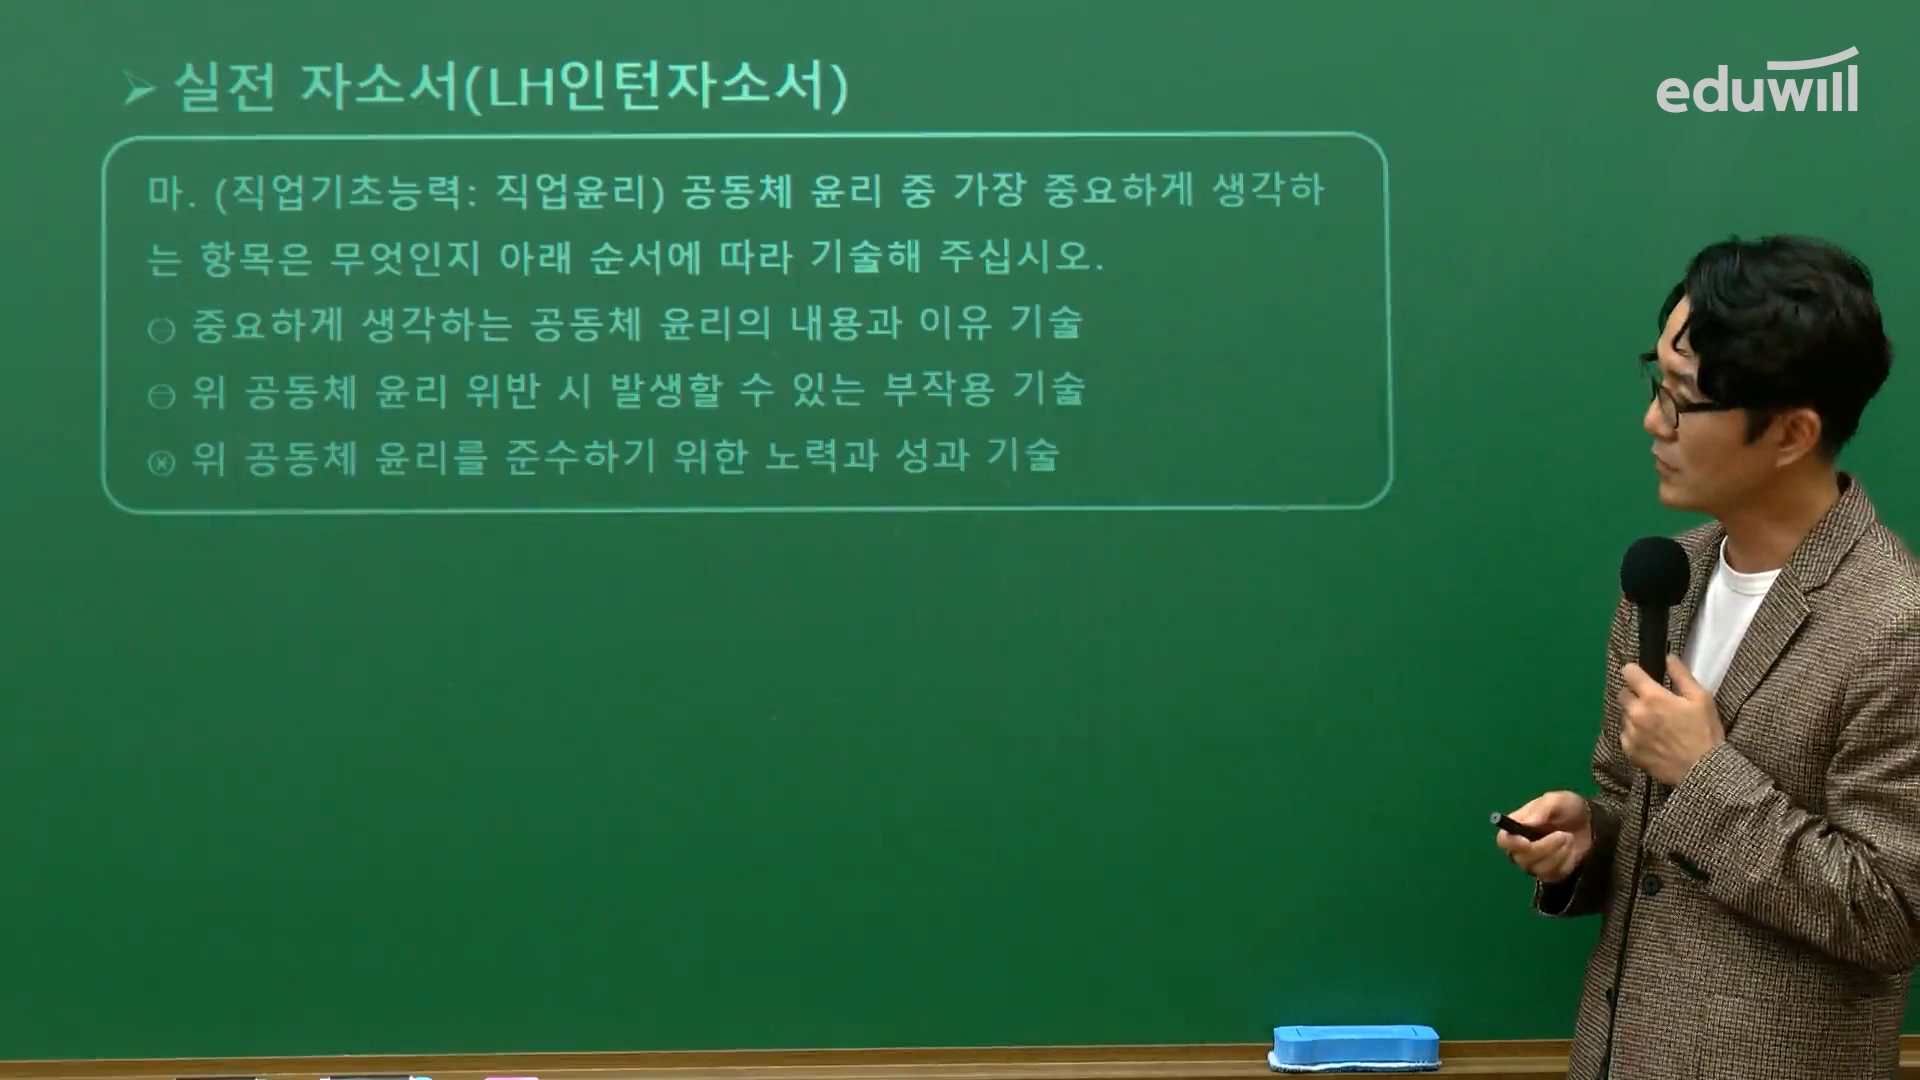 ➢ 실전 자소서(LH인턴자소서)
eduwill
마. (직업기초능력: 직업윤리) 공동체 윤리 중 가장 중요하게 생각하
는 항목은 무엇인지 아래 순서에 따라 기술해 주십시오.
㊀ 중요하게 생각하는 공동체 윤리의 내용과 이유 기술
㊀ 위 공동체 윤리 위반 시 발생할 수 있는 부작용 기술
위 공동체 윤리를 준수하기 위한 노력과 성과 기술